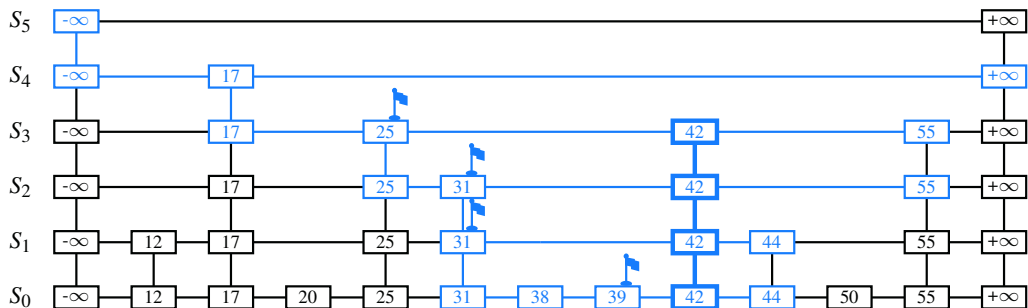 S5 -∞ +∞
S4 -∞ 17 +∞
S3 -∞ 17 25 42 55 +∞
S2 -∞ 17 25 31 42 55 +∞
S1 -∞ 12 17 25 31 42 44 55 +∞
S0 -∞ 12 17 20 25 31 38 39 42 44 50 55 +∞